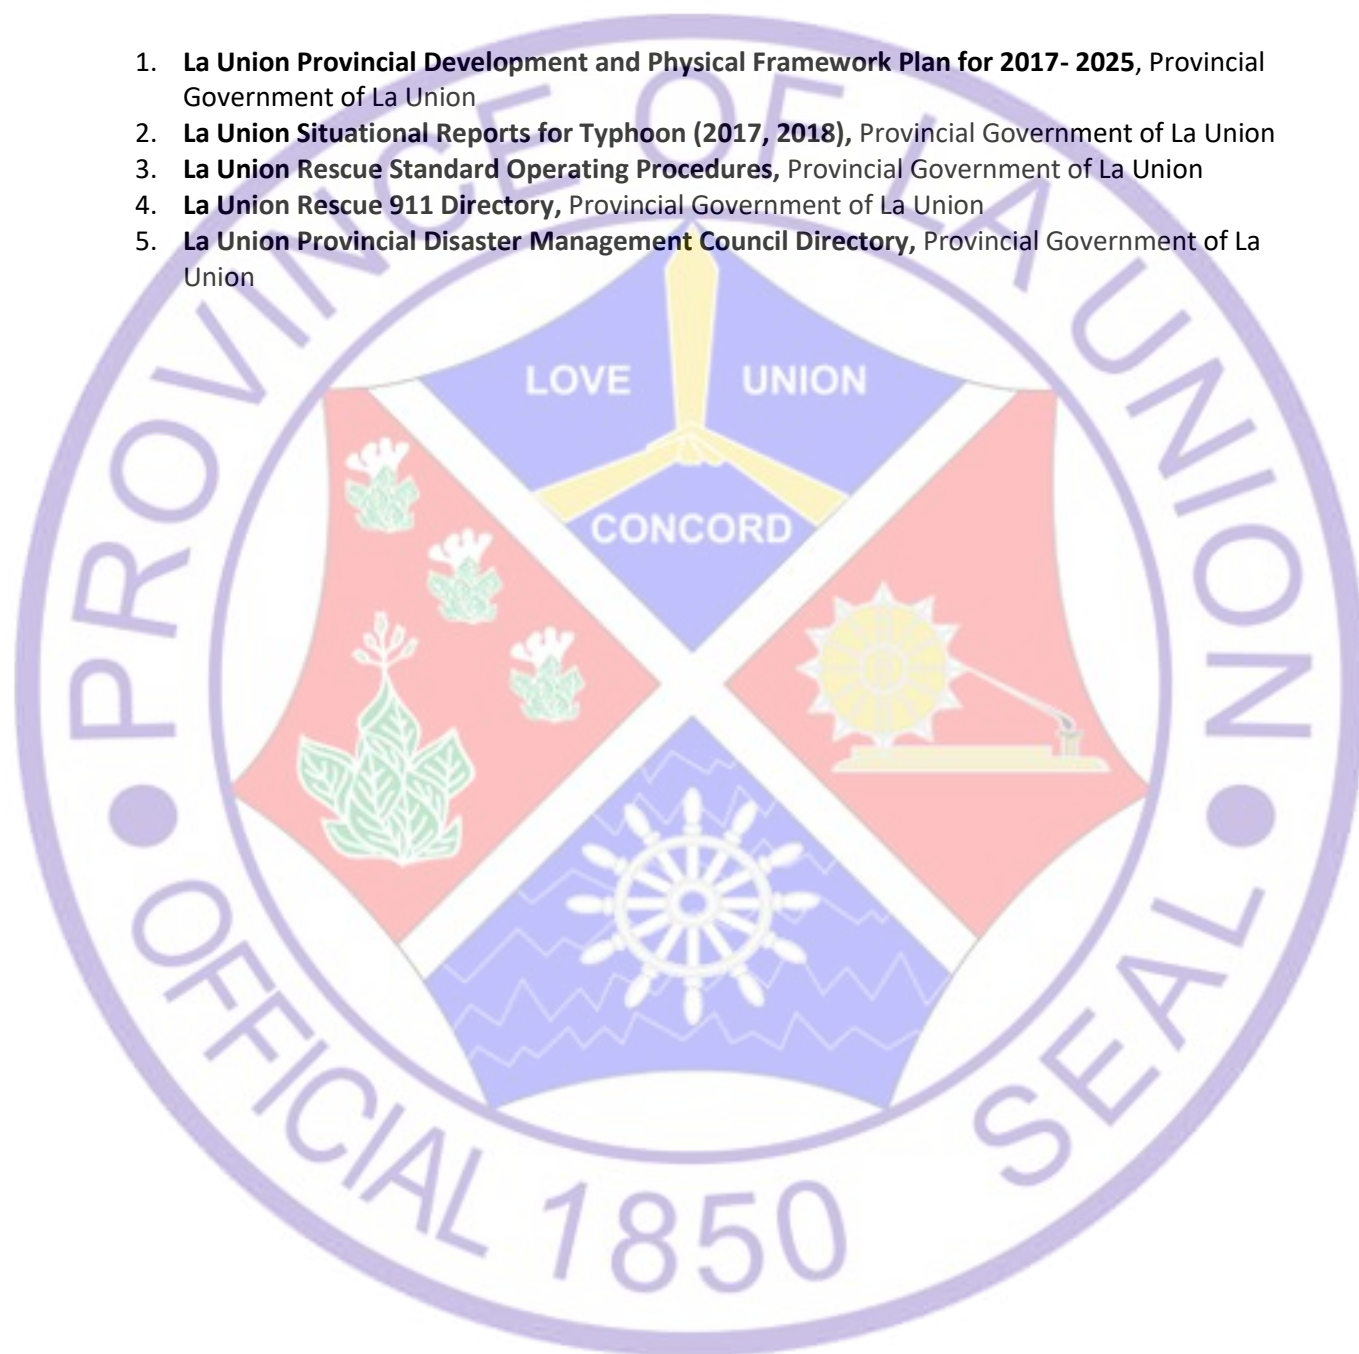 1. La Union Provincial Development and Physical Framework Plan for 2017- 2025, Provincial
Government of La Union
2. La Union Situational Reports for Typhoon (2017, 2018), Provincial Government of La Union
3. La Union Rescue Standard Operating Procedures, Provincial Government of La Union
4. La Union Rescue 911 Directory, Provincial Government of La Union
5. La Union Provincial Disaster Management Council Directory, Provincial Government of La
Union
PROVINCE OF LA UNION
LOVE UNION
CONCORD
OFFICIAL SEAL
1850